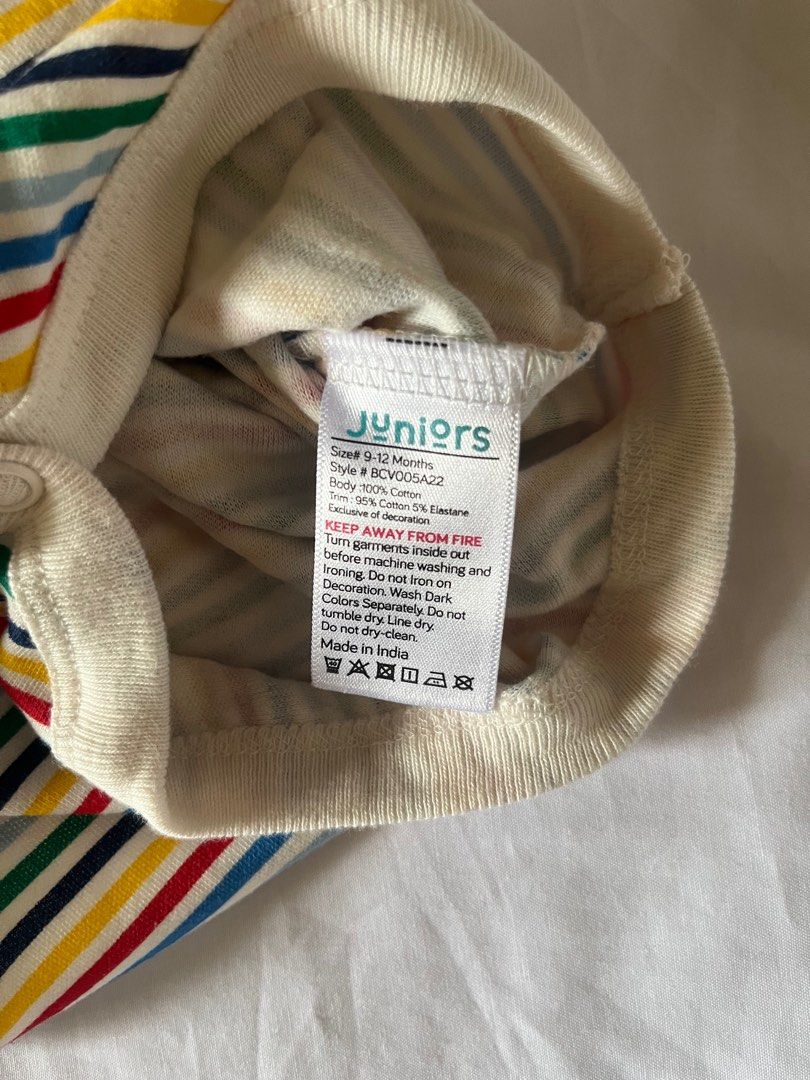 Juniors
Size# 9-12 Months
Style # BCV005A22
Body :100% Cotton
Trim : 95% Cotton 5% Elastane
Exclusive of decoration
KEEP AWAY FROM FIRE
Turn garments inside out
before machine washing and
Ironing. Do not Iron on
Decoration. Wash Dark
Colors Separately. Do not
tumble dry. Line dry.
Do not dry-clean.
Made in India